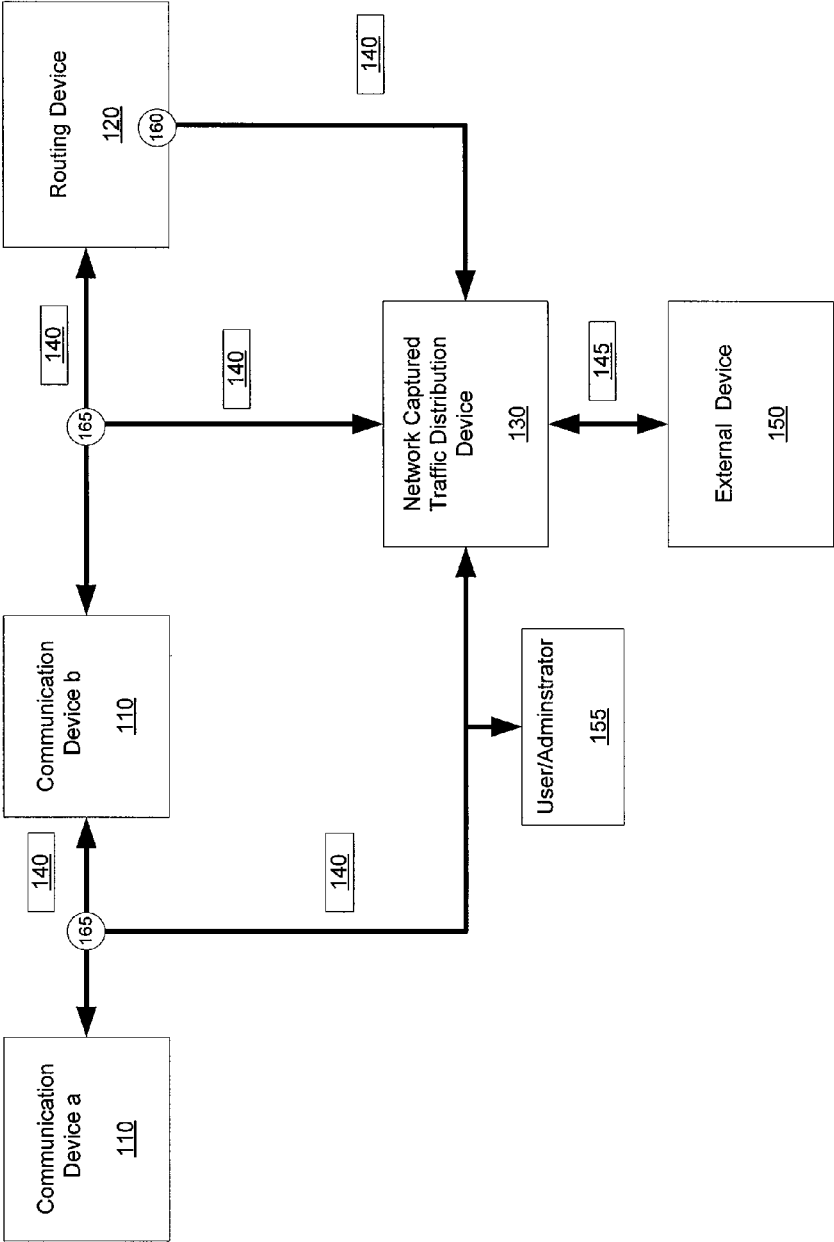 Communication
Device a
110
165
140
Communication
Device b
110
165
140
Routing Device
120
160
140
140
140
User/Adminstrator
155
Network Captured
Traffic Distribution
Device
130
145
External Device
150